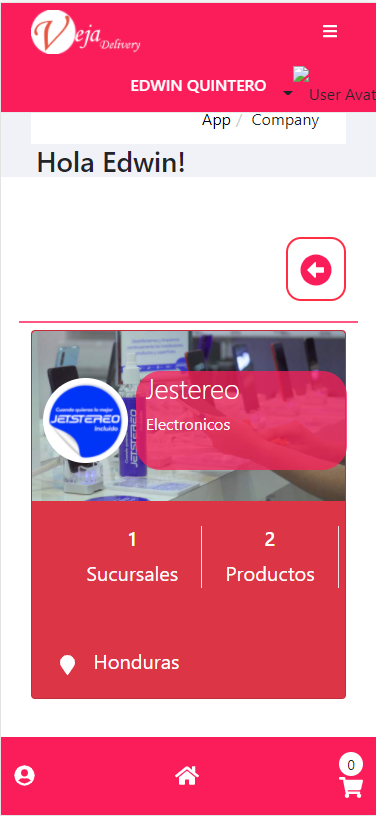 Veja
Delivery
EDWIN QUINTERO
User Avat
App / Company
Hola Edwin!
Jestereo
Electronicos
Cuando quieras lo mejor
JETSTEREO
Incluido
JETSTEREO
1
Sucursales
2
Productos
Honduras
0